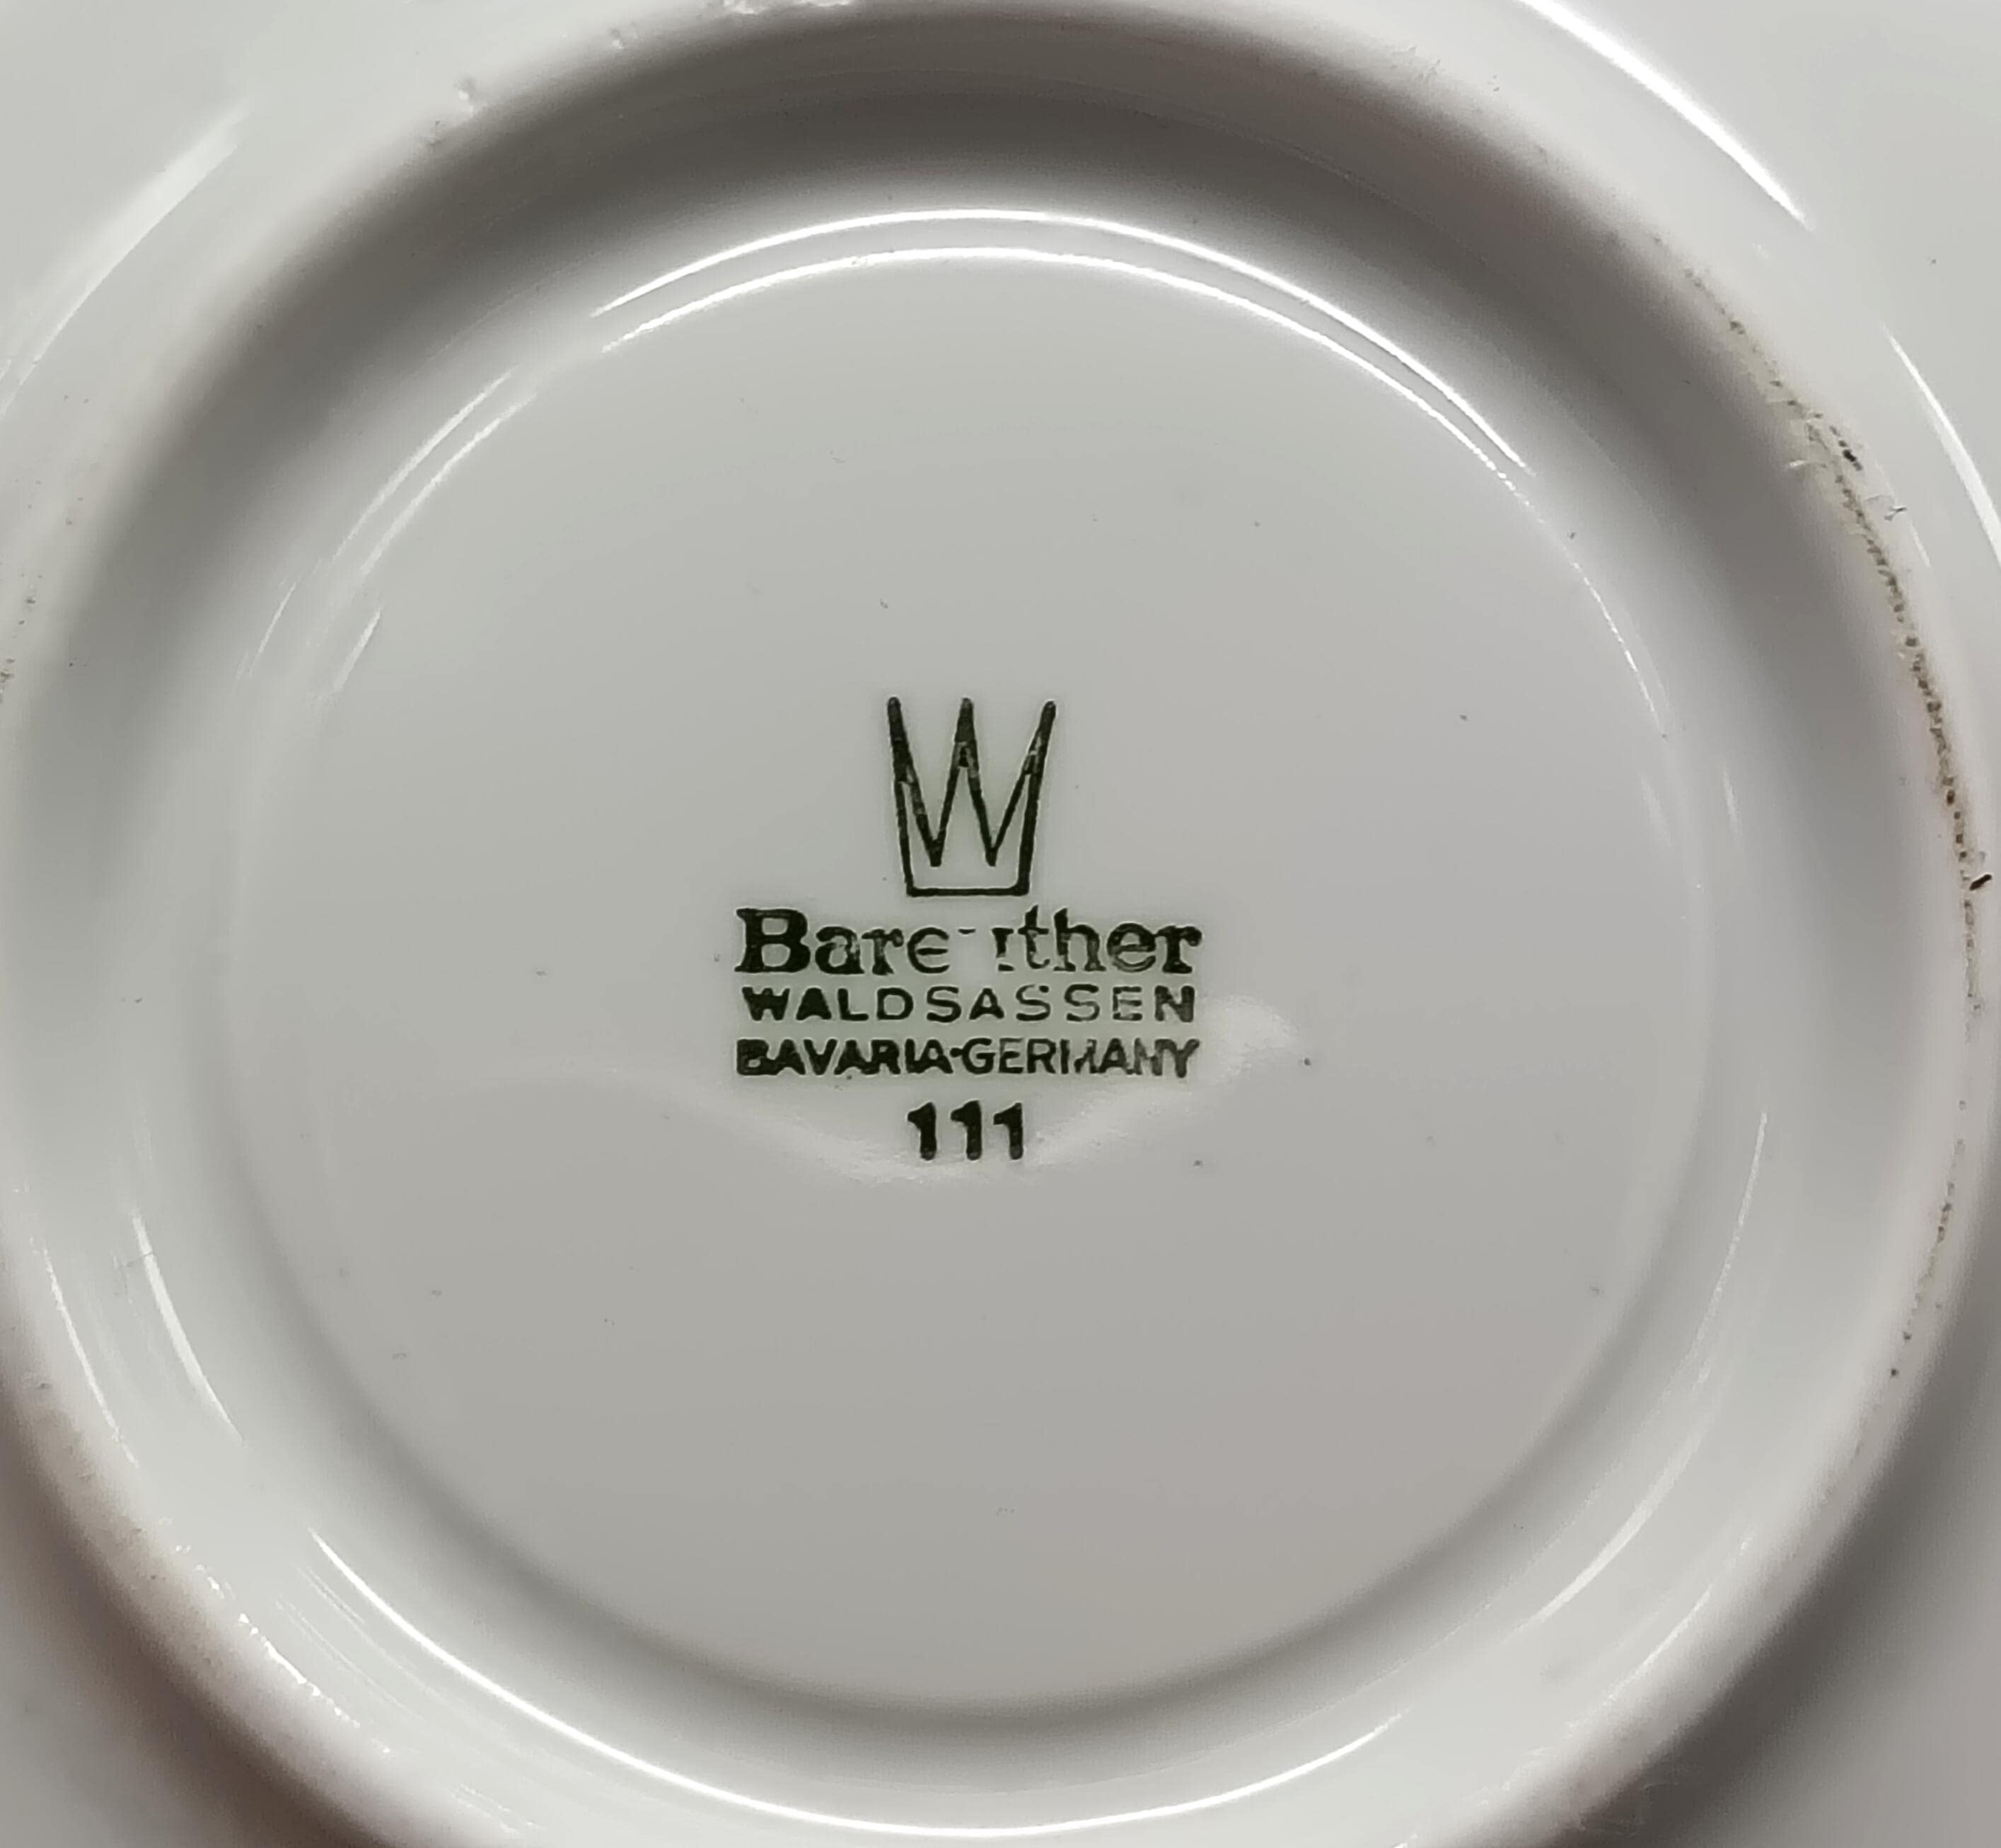 Bareuther
WALDSASSEN
BAVARIA·GERMANY
111